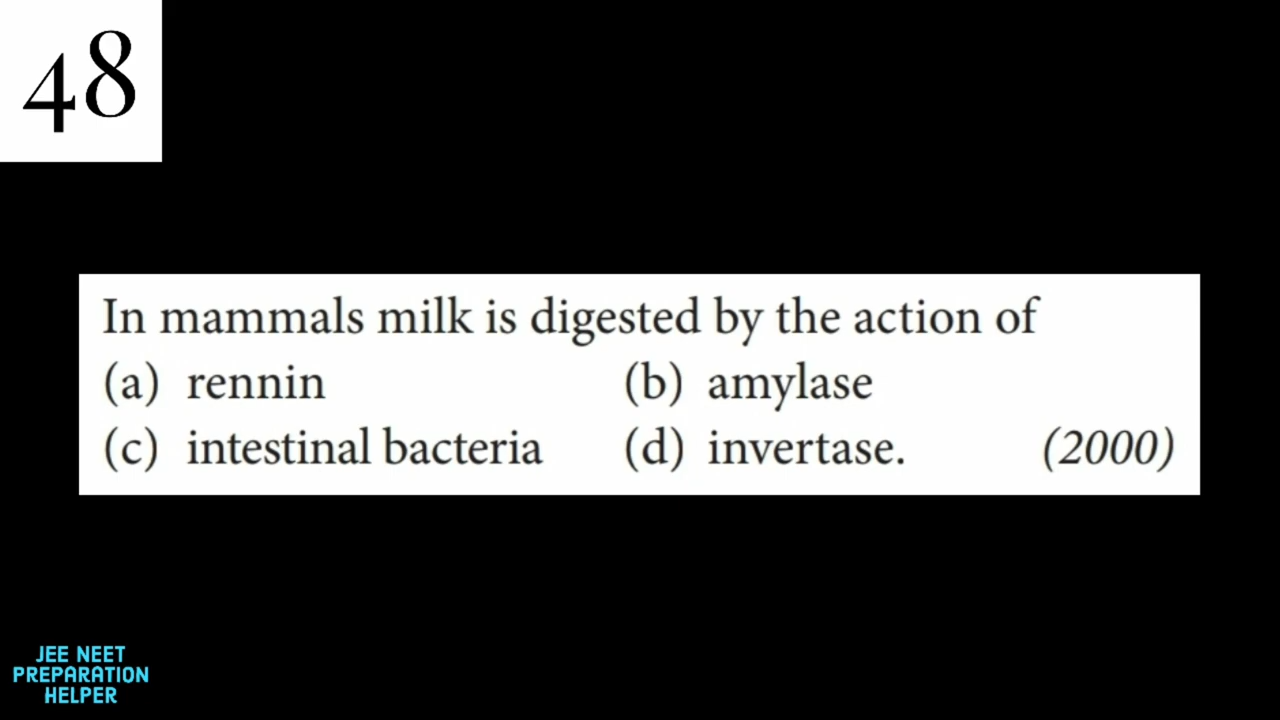 48
In mammals milk is digested by the action of
(a) rennin (b) amylase
(c) intestinal bacteria (d) invertase. (2000)
JEE NEET
PREPARATION
HELPER